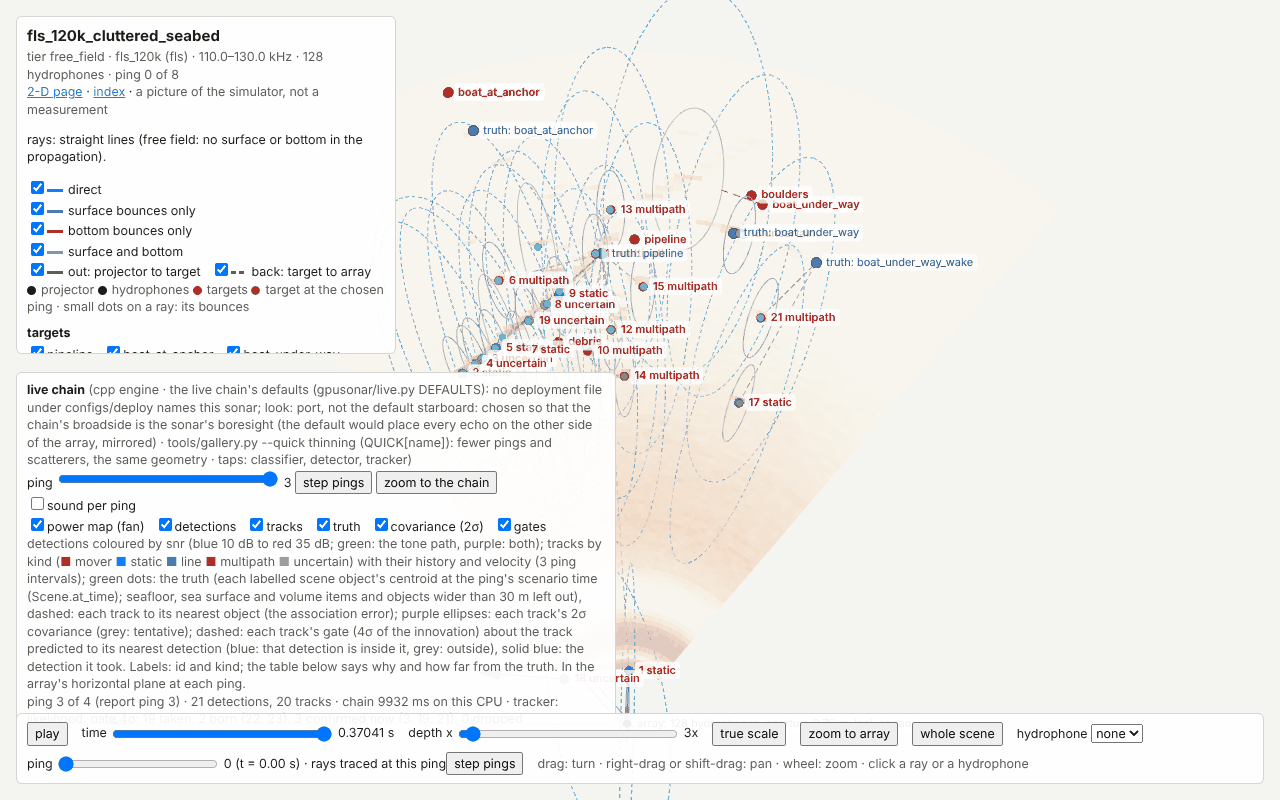 fls_120k_cluttered_seabed
tier free_field · fls_120k (fls) · 110.0–130.0 kHz · 128
hydrophones · ping 0 of 8
2-D page · index · a picture of the simulator, not a
measurement
rays: straight lines (free field: no surface or bottom in the
propagation).
direct
surface bounces only
bottom bounces only
surface and bottom
out: projector to target back: target to array
projector hydrophones targets target at the chosen
ping · small dots on a ray: its bounces
targets
pipeline boat_at_anchor boat_under_way
boat_at_anchor
truth: boat_at_anchor
boulders
boat_under_way
13 multipath
truth: boat_under_way
pipeline
truth: pipeline
truth: boat_under_way_wake
6 multipath
15 multipath
9 static
8 uncertain
21 multipath
19 uncertain
12 multipath
debris
7 static
10 multipath
4 uncertain
14 multipath
17 static
live chain (cpp engine · the live chain's defaults (gpusonar/live.py DEFAULTS): no deployment file
under configs/deploy names this sonar; look: port, not the default starboard: chosen so that the
chain's broadside is the sonar's boresight (the default would place every echo on the other side
of the array, mirrored) · tools/gallery.py --quick thinning (QUICK[name]): fewer pings and
scatterers, the same geometry · taps: classifier, detector, tracker)
ping 3 step pings zoom to the chain
sound per ping
power map (fan) detections tracks truth covariance (2σ) gates
detections coloured by snr (blue 10 dB to red 35 dB; green: the tone path, purple: both); tracks by
kind (■ mover ■ static ■ line ■ multipath ■ uncertain) with their history and velocity (3 ping
intervals); green dots: the truth (each labelled scene object's centroid at the ping's scenario time
(Scene.at_time); seafloor, sea surface and volume items and objects wider than 30 m left out),
dashed: each track to its nearest object (the association error); purple ellipses: each track's 2σ
covariance (grey: tentative); dashed: each track's gate (4σ of the innovation) about the track
predicted to its nearest detection (blue: that detection is inside it, grey: outside), solid blue: the
detection it took. Labels: id and kind; the table below says why and how far from the truth. In the
array's horizontal plane at each ping.
ping 3 of 4 (report ping 3) · 21 detections, 20 tracks · chain 9932 ms on this CPU · tracker:
1 static
18 uncertain
play time 0.37041 s depth x 3x true scale zoom to array whole scene hydrophone none
ping 0 (t = 0.00 s) · rays traced at this ping step pings drag: turn · right-drag or shift-drag: pan · wheel: zoom · click a ray or a hydrophone